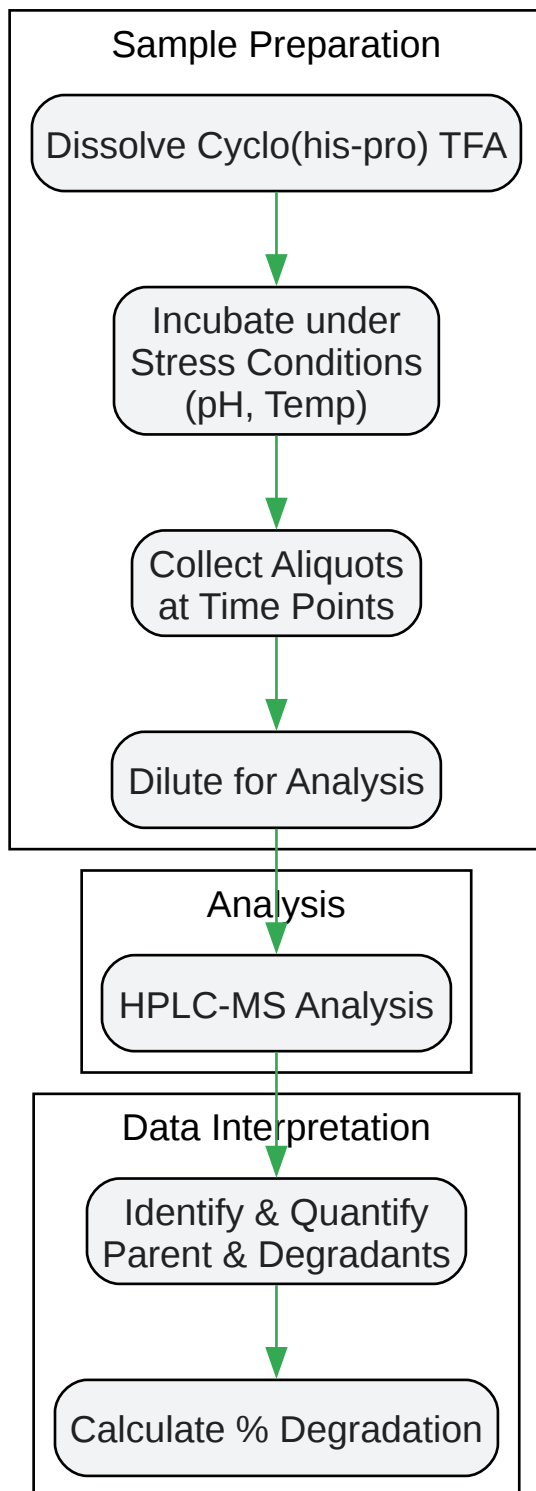 Sample Preparation
Dissolve Cyclo(his-pro) TFA
Incubate under
Stress Conditions
(pH, Temp)
Collect Aliquots
at Time Points
Dilute for Analysis
Analysis
HPLC-MS Analysis
Data Interpretation
Identify & Quantify
Parent & Degradants
Calculate % Degradation